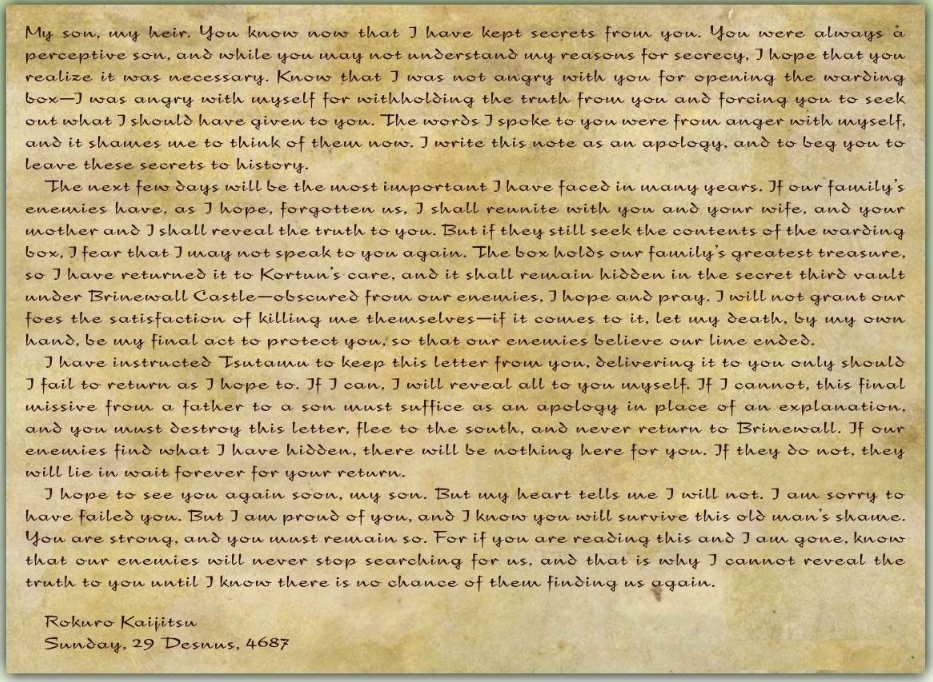 My son, my heir. You know now that I have kept secrets from you. You were always a
perceptive son, and while you may not understand my reasons for secrecy, I hope that you
realize it was necessary. Know that I was not angry with you for opening the warding
box—I was angry with myself for withholding the truth from you and forcing you to seek
out what I should have given to you. The words I spoke to you were from anger with myself,
and it shames me to think of them now. I write this note as an apology, and to beg you to
leave these secrets to history.
The next few days will be the most important I have faced in many years. If our family's
enemies have, as I hope, forgotten us, I shall reunite with you and your wife, and your
mother and I shall reveal the truth to you. But if they still seek the contents of the warding
box, I fear that I may not speak to you again. The box holds our family's greatest treasure,
so I have returned it to Kortun's care, and it shall remain hidden in the secret third vault
under Brinewall Castle—obscured from our enemies, I hope and pray. I will not grant our
foes the satisfaction of killing me themselves—if it comes to it, let my death, by my own
hand, be my final act to protect you, so that our enemies believe our line ended.
I have instructed Tsutamu to keep this letter from you, delivering it to you only should
I fail to return as I hope to. If I can, I will reveal all to you myself. If I cannot, this final
missive from a father to a son must suffice as an apology in place of an explanation,
and you must destroy this letter, flee to the south, and never return to Brinewall. If our
enemies find what I have hidden, there will be nothing here for you. If they do not, they
will lie in wait forever for your return.
I hope to see you again soon, my son. But my heart tells me I will not. I am sorry to
have failed you. But I am proud of you, and I know you will survive this old man's shame.
You are strong, and you must remain so. For if you are reading this and I am gone, know
that our enemies will never stop searching for us, and that is why I cannot reveal the
truth to you until I know there is no chance of them finding us again.
Rokuro Kaijitsu
Sunday, 29 Desnus, 4687